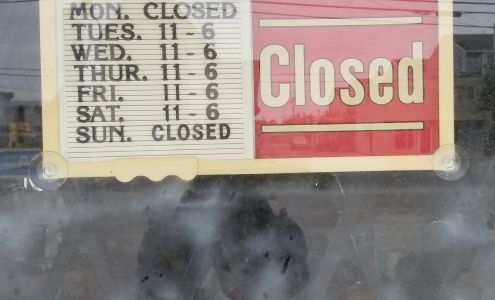 MON. CLOSED
TUES. 11-6
WED. 11-6
THUR. 11-6
FRI. 11-6
SAT. 11-6
SUN. CLOSED
Closed